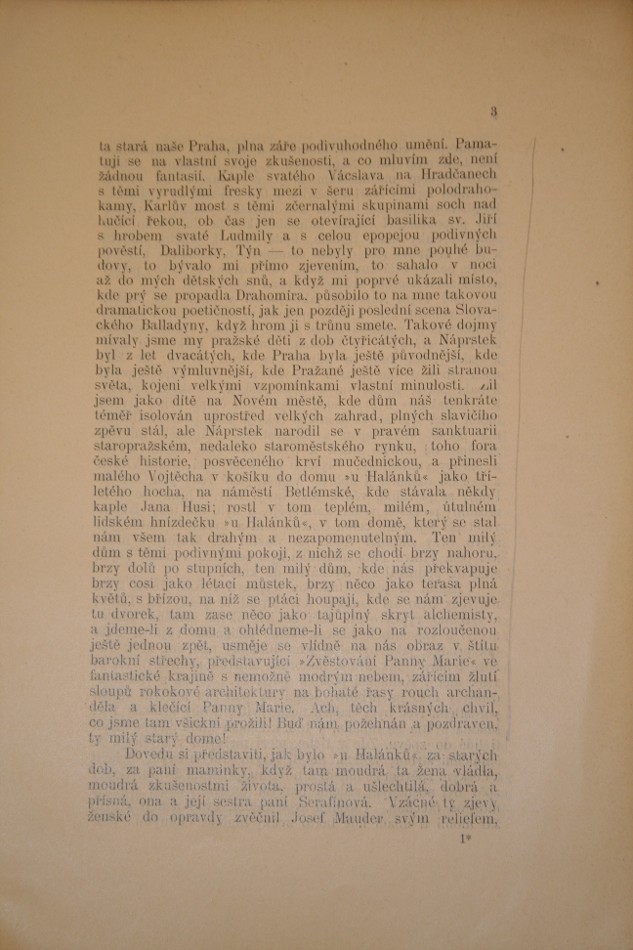 3
ta stará naše Praha, plna záře podivuhodného umění. Pama-
tuji se na vlastní svoje zkušenosti, a co mluvím zde, není
žádnou fantasií. Kaple svatého Václava na Hradčanech
s těmi vyrudlými fresky mezi v šeru zářícími polodraho-
kamy, Karlův most s těmi zčernalými skupinami soch nad
hučící řekou, ob čas jen se otevírající basilika sv. Jiří
s hrobem svaté Ludmily a s celou epopejou podivných
pověstí, Daliborky, Týn — to nebyly pro mne pouhé bu-
dovy, to bývalo mi přímo zjevením, to sahalo v noci
až do mých dětských snů, a když mi poprvé ukázali místo,
kde prý se propadla Drahomíra, působilo to na mne takovou
dramatickou poetičností, jak jen později poslední scena Slova-
ckého Balladyny, když hrom ji s trůnu smete. Takové dojmy
mívaly jsme my pražské děti z dob čtyřicátých, a Náprstek
byl z let dvacátých, kde Praha byla ještě původnější, kde
byla ještě výmluvnější, kde Pražané ještě více žili stranou
světa, kojeni velkými vzpomínkami vlastní minulosti. žil
jsem jako dítě na Novém městě, kde dům náš tenkráte
téměř isolován uprostřed velkých zahrad, plných slavičího
zpěvu stál, ale Náprstek narodil se v pravém sanktuarii
staropražském, nedaleko staroměstského rynku, toho fora
české historie, posvěceného krví mučednickou, a přinesli
malého Vojtěcha v košíku do domu »u Halánků« jako tří-
letého hocha, na náměstí Betlémské, kde stávala někdy
kaple Jana Husi; rostl v tom teplém, milém, útulném
lidském hnízdečku »u Halánků«, v tom domě, který se stal
nám všem tak drahým a nezapomenutelným. Ten milý
dům s těmi podivnými pokoji, z nichž se chodí brzy nahoru,
brzy dolů po stupních, ten milý dům, kde nás překvapuje
brzy cosi jako létací můstek, brzy něco jako terasa plná
květů, s břízou, na níž se ptáci houpají, kde se nám zjevuje
tu dvorek, tam zase něco jako tajůplný skryt alchemisty,
a jdeme-li z domu a ohlédneme-li se jako na rozloučenou
ještě jednou zpět, usměje se vlídně na nás obraz v štítu
barokní střechy, představující »Zvěstování Panny Marie« ve
fantastické krajině s nemožně modrým nebem, zářícím žlutí
sloupů rokokové architektury na bohaté řasy rouch archan-
děla a klečící Panny Marie. Ach, těch krásných chvil,
co jsme tam všickni prožili! Buď nám požehnán a pozdraven,
ty milý starý dome!
Dovedu si představiti, jak bylo »u Halánků« za starých
dob, za paní maminky, když tam moudrá ta žena vládla,
moudrá zkušenostmi života, prostá a ušlechtilá, dobrá a
přísná, ona a její sestra paní Serafínová. Vzácné ty zjevy
ženské do opravdy zvěčnil Josef Mauder svým reliefem,
1*